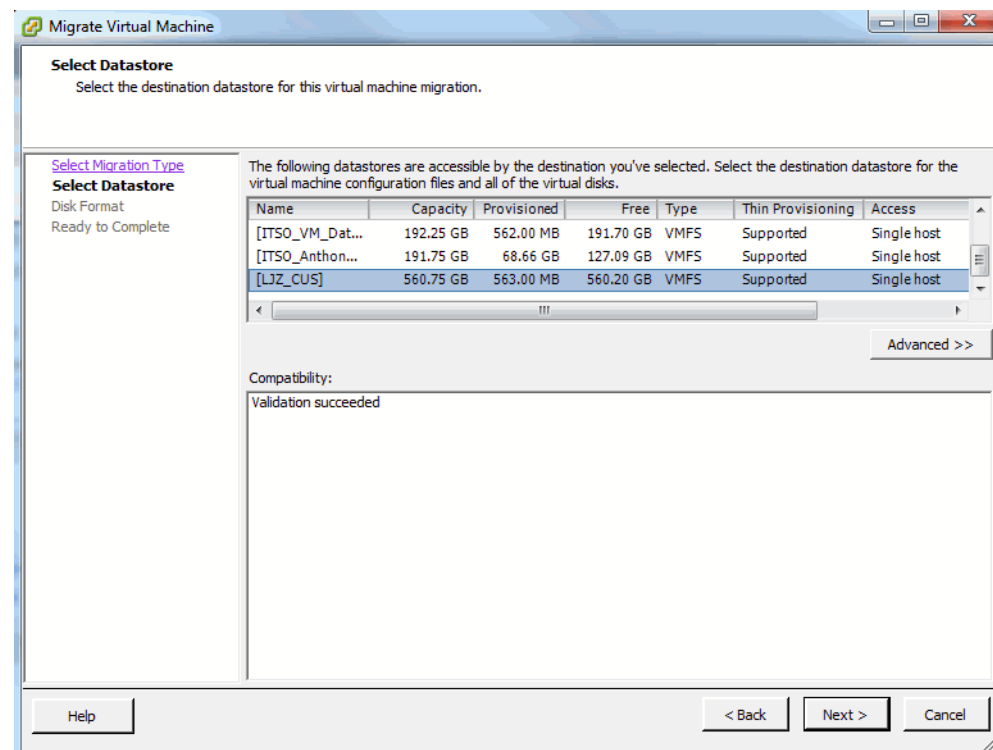 Migrate Virtual Machine
Select Datastore
Select the destination datastore for this virtual machine migration.
Select Migration Type
Select Datastore
Disk Format
Ready to Complete
The following datastores are accessible by the destination you've selected. Select the destination datastore for the
virtual machine configuration files and all of the virtual disks.
Name Capacity Provisioned Free Type Thin Provisioning Access
[ITSO_VM_Dat... 192.25 GB 562.00 MB 191.70 GB VMFS Supported Single host
[ITSO_Anthon... 191.75 GB 68.66 GB 127.09 GB VMFS Supported Single host
[LJZ_CUS] 560.75 GB 563.00 MB 560.20 GB VMFS Supported Single host
Advanced >>
Compatibility:
Validation succeeded
Help
< Back
Next >
Cancel